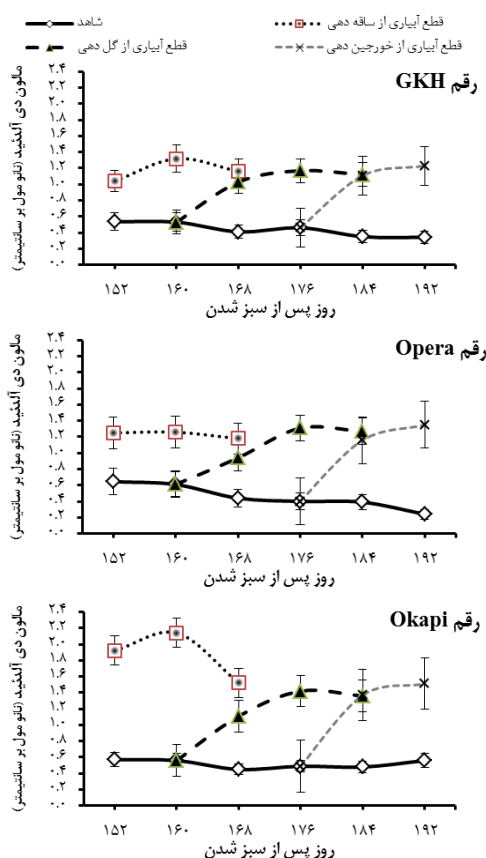 شاهد
قطع آبیاری از ساقه دهی
قطع آبیاری از گل دهی
قطع آبیاری از خورجین دهی
رقم GKH
مالون دی آلدئید (نانو مول بر سانتیمتر)
۲.۴
۲.۲
۲.۰
۱.۸
۱.۶
۱.۴
۱.۲
۱.۰
۰.۸
۰.۶
۰.۴
۰.۲
۰.۰
۱۵۲ ۱۶۰ ۱۶۸ ۱۷۶ ۱۸۴ ۱۹۲
روز پس از سبز شدن
رقم Opera
مالون دی آلدئید (نانو مول بر سانتیمتر)
۲.۴
۲.۲
۲.۰
۱.۸
۱.۶
۱.۴
۱.۲
۱.۰
۰.۸
۰.۶
۰.۴
۰.۲
۰.۰
۱۵۲ ۱۶۰ ۱۶۸ ۱۷۶ ۱۸۴ ۱۹۲
روز پس از سبز شدن
رقم Okapi
مالون دی آلدئید (نانو مول بر سانتیمتر)
۲.۴
۲.۲
۲.۰
۱.۸
۱.۶
۱.۴
۱.۲
۱.۰
۰.۸
۰.۶
۰.۴
۰.۲
۰.۰
۱۵۲ ۱۶۰ ۱۶۸ ۱۷۶ ۱۸۴ ۱۹۲
روز پس از سبز شدن